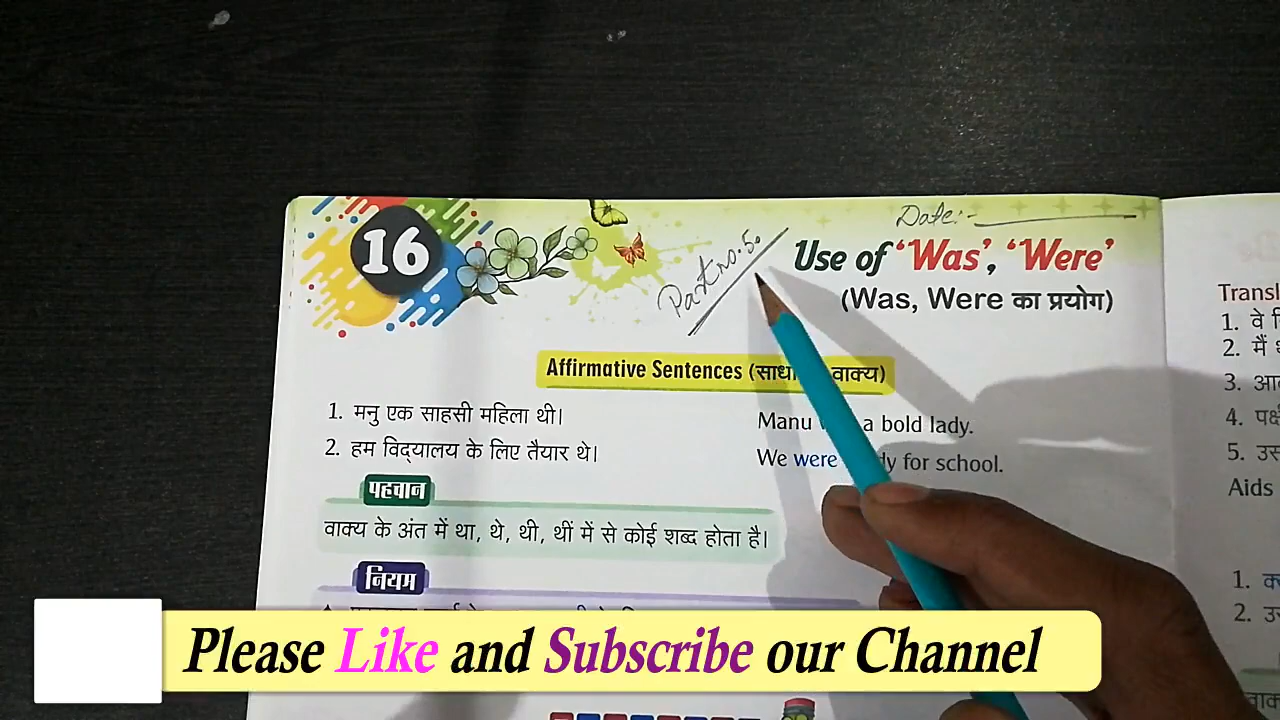 16
Date:-
Part no. 50
Use of ‘Was’, ‘Were’
(Was, Were का प्रयोग)
Affirmative Sentences (वाक्य)
1. मनु एक साहसी महिला थी।
Manu a bold lady.
2. हम विद्यालय के लिए तैयार थे।
We were for school.
पहचान
वाक्य के अंत में था, थे, थी, थीं में से कोई शब्द होता है।
नियम
Transl
1. वे
2. मैं
3.
4.
5.
Aids
1.
2.
Please Like and Subscribe our Channel